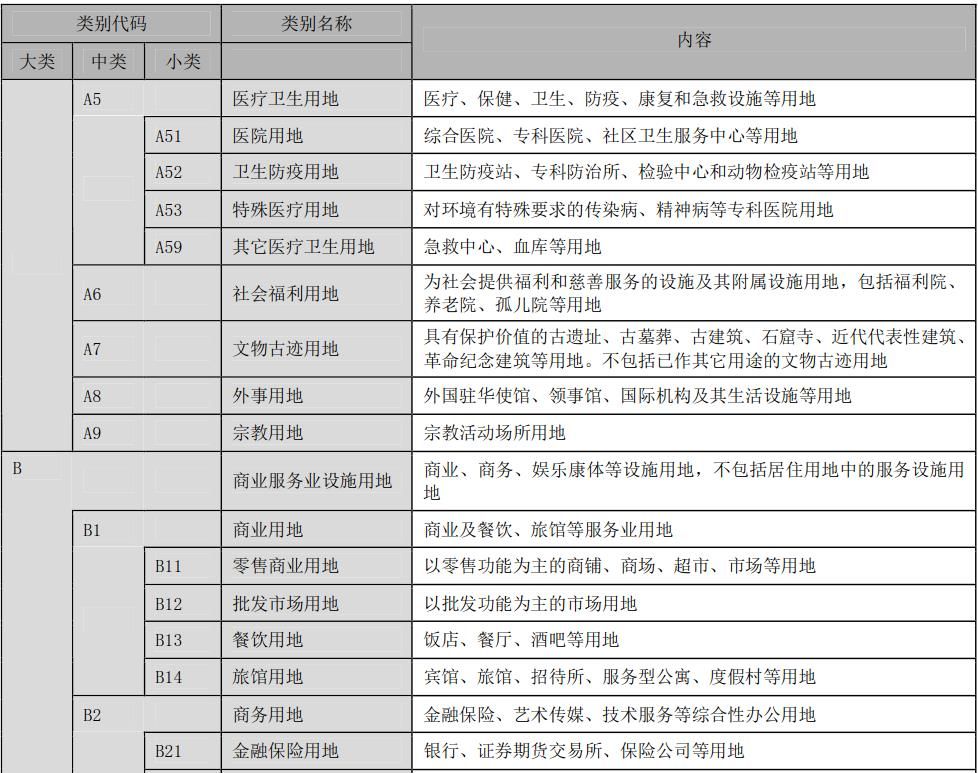 类别代码 类别名称 内容
大类 中类 小类
A5 医疗卫生用地 医疗、保健、卫生、防疫、康复和急救设施等用地
A51 医院用地 综合医院、专科医院、社区卫生服务中心等用地
A52 卫生防疫用地 卫生防疫站、专科防治所、检验中心和动物检疫站等用地
A53 特殊医疗用地 对环境有特殊要求的传染病、精神病等专科医院用地
A59 其它医疗卫生用地 急救中心、血库等用地
A6 社会福利用地 为社会提供福利和慈善服务的设施及其附属设施用地，包括福利院、
养老院、孤儿院等用地
A7 文物古迹用地 具有保护价值的古遗址、古墓葬、古建筑、石窟寺、近代代表性建筑、
革命纪念建筑等用地。不包括已作其它用途的文物古迹用地
A8 外事用地 外国驻华使馆、领事馆、国际机构及其生活设施等用地
A9 宗教用地 宗教活动场所用地
B 商业服务业设施用地 商业、商务、娱乐康体等设施用地，不包括居住用地中的服务设施用
地
B1 商业用地 商业及餐饮、旅馆等服务业用地
B11 零售商业用地 以零售功能为主的商铺、商场、超市、市场等用地
B12 批发市场用地 以批发功能为主的市场用地
B13 餐饮用地 饭店、餐厅、酒吧等用地
B14 旅馆用地 宾馆、旅馆、招待所、服务型公寓、度假村等用地
B2 商务用地 金融保险、艺术传媒、技术服务等综合性办公用地
B21 金融保险用地 银行、证券期货交易所、保险公司等用地